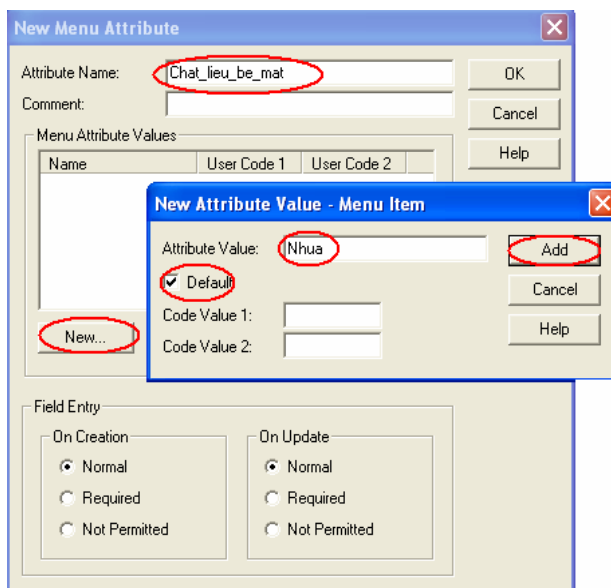 New Menu Attribute
Attribute Name: Chat_lieu_be_mat OK
Comment: Cancel
Menu Attribute Values Help
Name User Code 1 User Code 2
New Attribute Value - Menu Item
Attribute Value: Nhua Add
Default Cancel
Code Value 1: Help
Code Value 2:
New...
Field Entry
On Creation On Update
Normal Normal
Required Required
Not Permitted Not Permitted